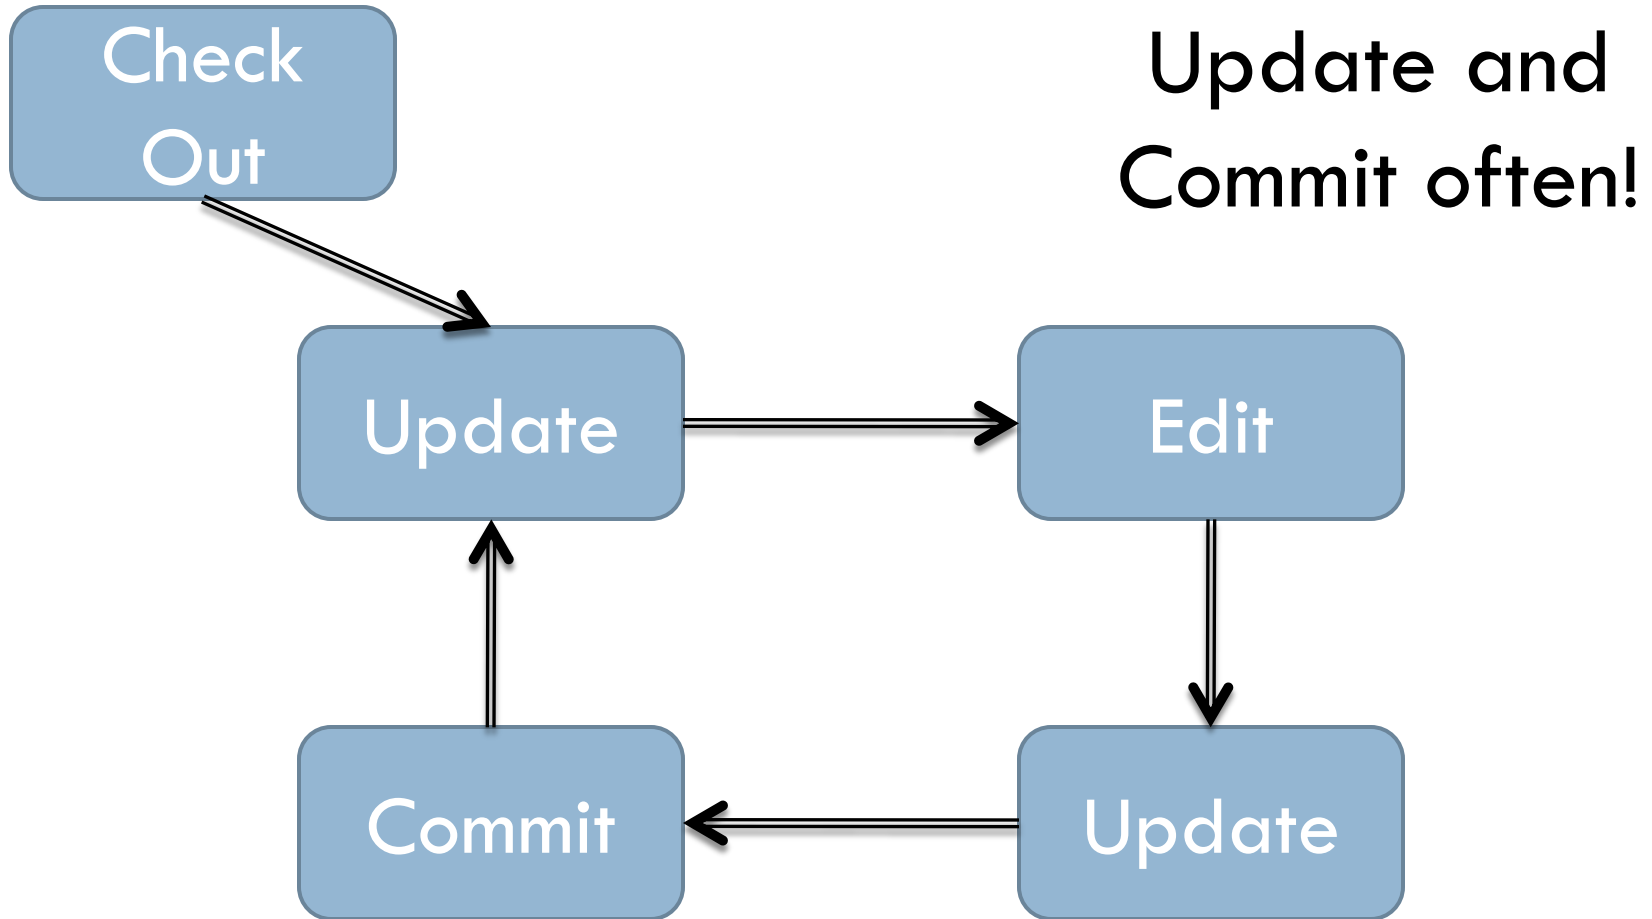 Check
Out
Update and
Commit often!
Update
Edit
Commit
Update